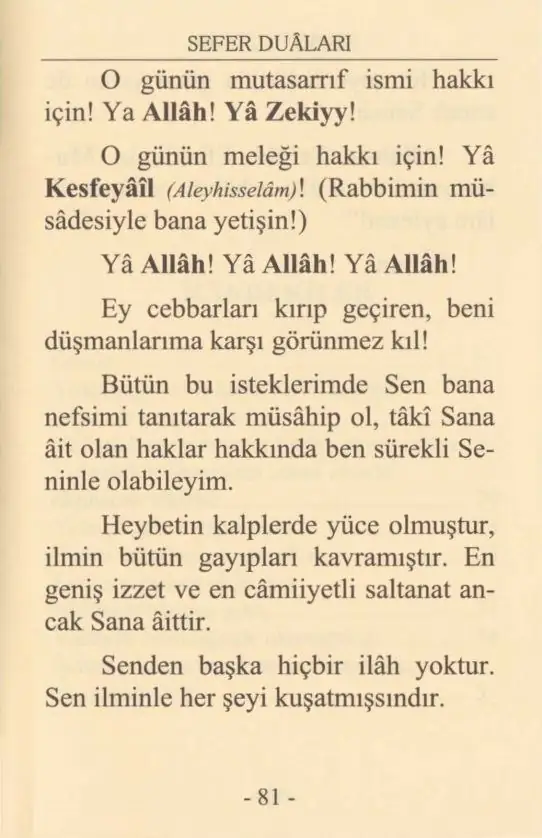 SEFER DUÂLARI
O günün mutasarrıf ismi hakkı
için! Ya Allâh! Yâ Zekiyy!
O günün meleği hakkı için! Yâ
Kesfeyâîl (Aleyhisselâm)! (Rabbimin mü-
sâdesiyle bana yetişin!)
Yâ Allâh! Yâ Allâh! Yâ Allâh!
Ey cebbarları kırıp geçiren, beni
düşmanlarıma karşı görünmez kıl!
Bütün bu isteklerimde Sen bana
nefsimi tanıtarak müsâhip ol, tâkî Sana
âit olan haklar hakkında ben sürekli Se-
ninle olabileyim.
Heybetin kalplerde yüce olmuştur,
ilmin bütün gayıpları kavramıştır. En
geniş izzet ve en câmiiyetli saltanat an-
cak Sana âittir.
Senden başka hiçbir ilâh yoktur.
Sen ilminle her şeyi kuşatmışsındır.
- 81 -